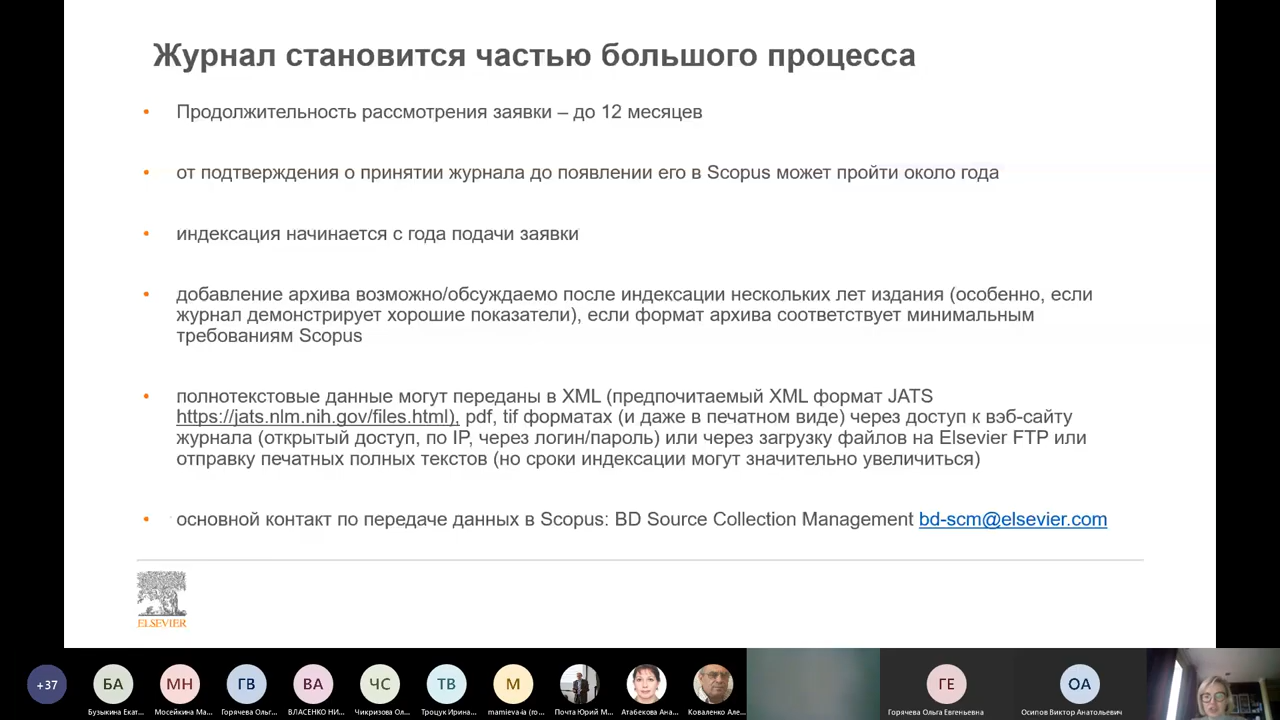 Журнал становится частью большого процесса
• Продолжительность рассмотрения заявки – до 12 месяцев
• от подтверждения о принятии журнала до появлении его в Scopus может пройти около года
• индексация начинается с года подачи заявки
• добавление архива возможно/обсуждаемо после индексации нескольких лет издания (особенно, если
журнал демонстрирует хорошие показатели), если формат архива соответствует минимальным
требованиям Scopus
• полнотекстовые данные могут переданы в XML (предпочитаемый XML формат JATS
https://jats.nlm.nih.gov/files.html), pdf, tif форматах (и даже в печатном виде) через доступ к вэб-сайту
журнала (открытый доступ, по IP, через логин/пароль) или через загрузку файлов на Elsevier FTP или
отправку печатных полных текстов (но сроки индексации могут значительно увеличиться)
• основной контакт по передаче данных в Scopus: BD Source Collection Management bd-scm@elsevier.com
ELSEVIER
+37 БА МН ГВ ВА ЧС ТВ М ГЕ ОА
Бузыкина Екат... Мосейкина Ма... Горячева Ольг... ВЛАСЕНКО НИ... Чикризова Ол... Трощук Ирина... mamieva-ia (ro... Почта Юрий М... Атабекова Ана... Коваленко Але... Горячева Ольга Евгеньевна Осипов Виктор Анатольевич